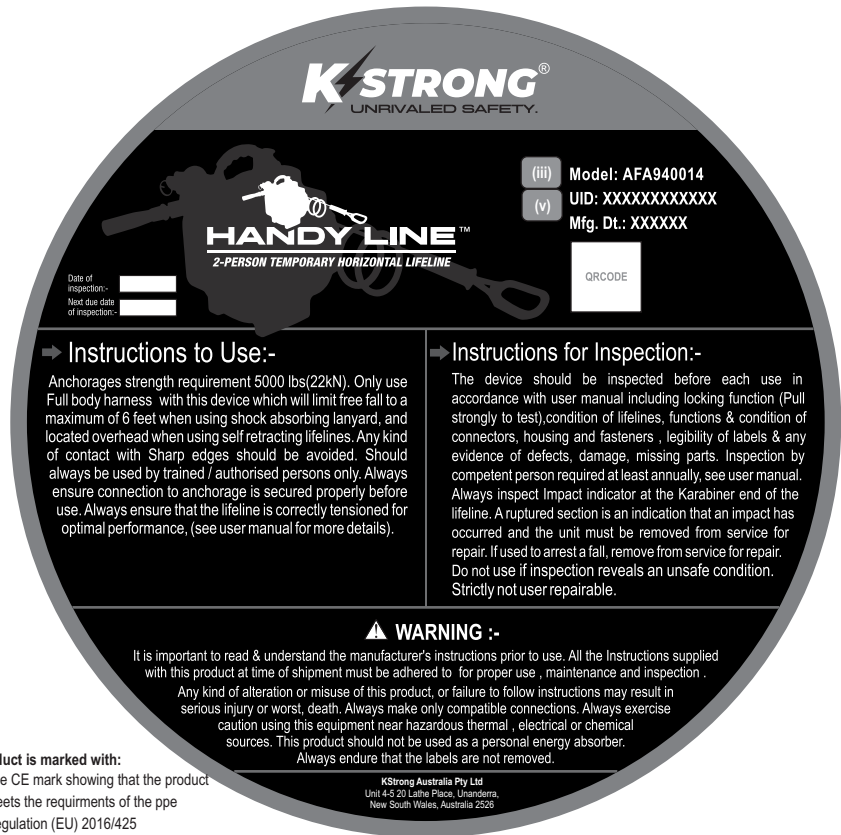 K STRONG®
UNRIVALED SAFETY.
(iii) Model: AFA940014
(v) UID: XXXXXXXXXXXX
Mfg. Dt.: XXXXXX
HANDY LINE™
2-PERSON TEMPORARY HORIZONTAL LIFELINE
QRCODE
Date of
inspection:-
Next due date
of inspection:-
Instructions to Use:-
Anchorages strength requirement 5000 lbs(22kN). Only use
Full body harness with this device which will limit free fall to a
maximum of 6 feet when using shock absorbing lanyard, and
located overhead when using self retracting lifelines. Any kind
of contact with Sharp edges should be avoided. Should
always be used by trained / authorised persons only. Always
ensure connection to anchorage is secured properly before
use. Always ensure that the lifeline is correctly tensioned for
optimal performance, (see user manual for more details).
Instructions for Inspection:-
The device should be inspected before each use in
accordance with user manual including locking function (Pull
strongly to test),condition of lifelines, functions & condition of
connectors, housing and fasteners , legibility of labels & any
evidence of defects, damage, missing parts. Inspection by
competent person required at least annually, see user manual.
Always inspect Impact indicator at the Karabiner end of the
lifeline. A ruptured section is an indication that an impact has
occurred and the unit must be removed from service for
repair. If used to arrest a fall, remove from service for repair.
Do not use if inspection reveals an unsafe condition.
Strictly not user repairable.
WARNING :-
It is important to read & understand the manufacturer's instructions prior to use. All the Instructions supplied
with this product at time of shipment must be adhered to for proper use , maintenance and inspection .
Any kind of alteration or misuse of this product, or failure to follow instructions may result in
serious injury or worst, death. Always make only compatible connections. Always exercise
caution using this equipment near hazardous thermal , electrical or chemical
sources. This product should not be used as a personal energy absorber.
Always endure that the labels are not removed.
KStrong Australia Pty Ltd
Unit 4-5 20 Lathe Place, Unanderra,
New South Wales, Australia 2526
is marked with:
CE mark showing that the product
the requirments of the ppe
(EU) 2016/425